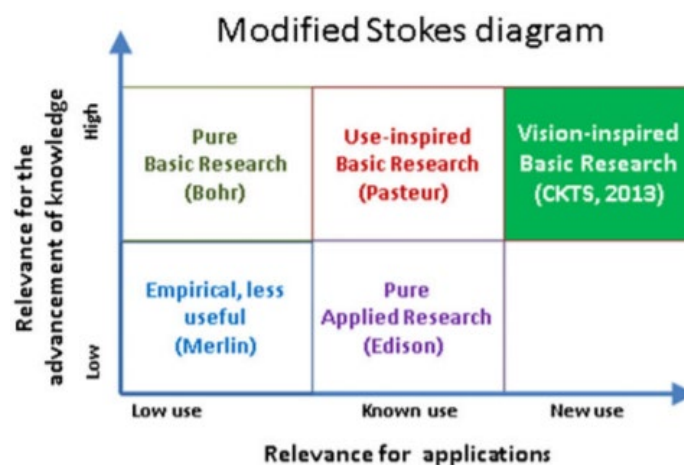 Modified Stokes diagram
Relevance for the
advancement of knowledge
High
Low
Pure
Basic Research
(Bohr)
Use-inspired
Basic Research
(Pasteur)
Vision-inspired
Basic Research
(CKTS, 2013)
Empirical, less
useful
(Merlin)
Pure
Applied Research
(Edison)
Low use
Known use
New use
Relevance for applications